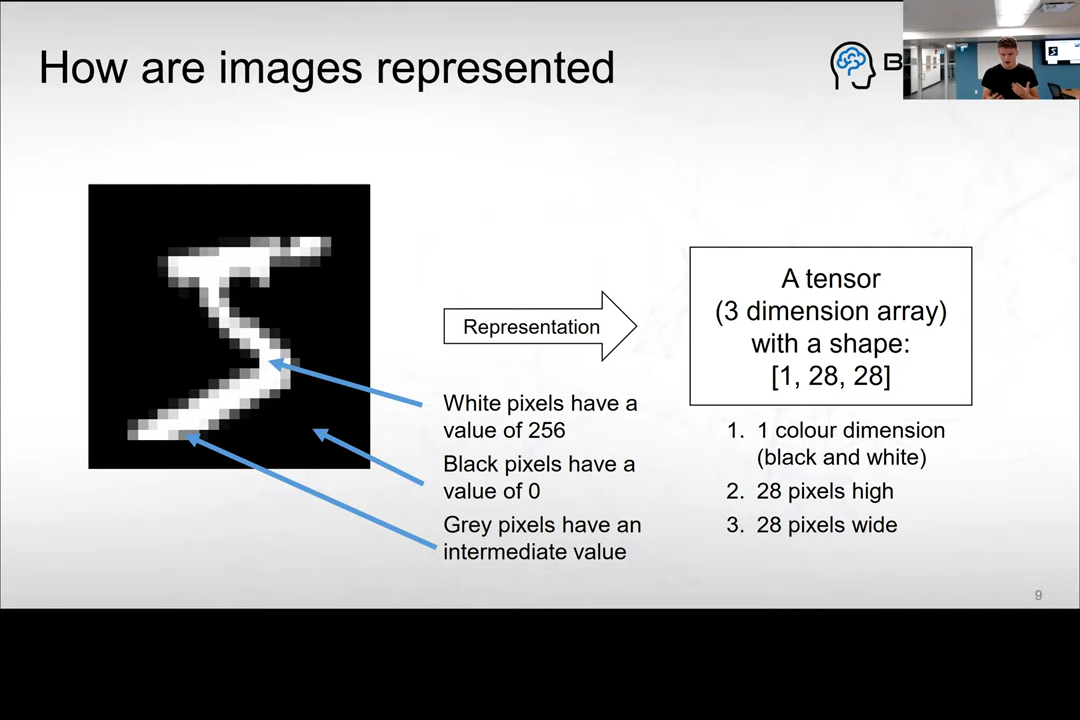 How are images represented
B
Representation
A tensor
(3 dimension array)
with a shape:
[1, 28, 28]
White pixels have a
value of 256
Black pixels have a
value of 0
Grey pixels have an
intermediate value
1. 1 colour dimension
(black and white)
2. 28 pixels high
3. 28 pixels wide
9